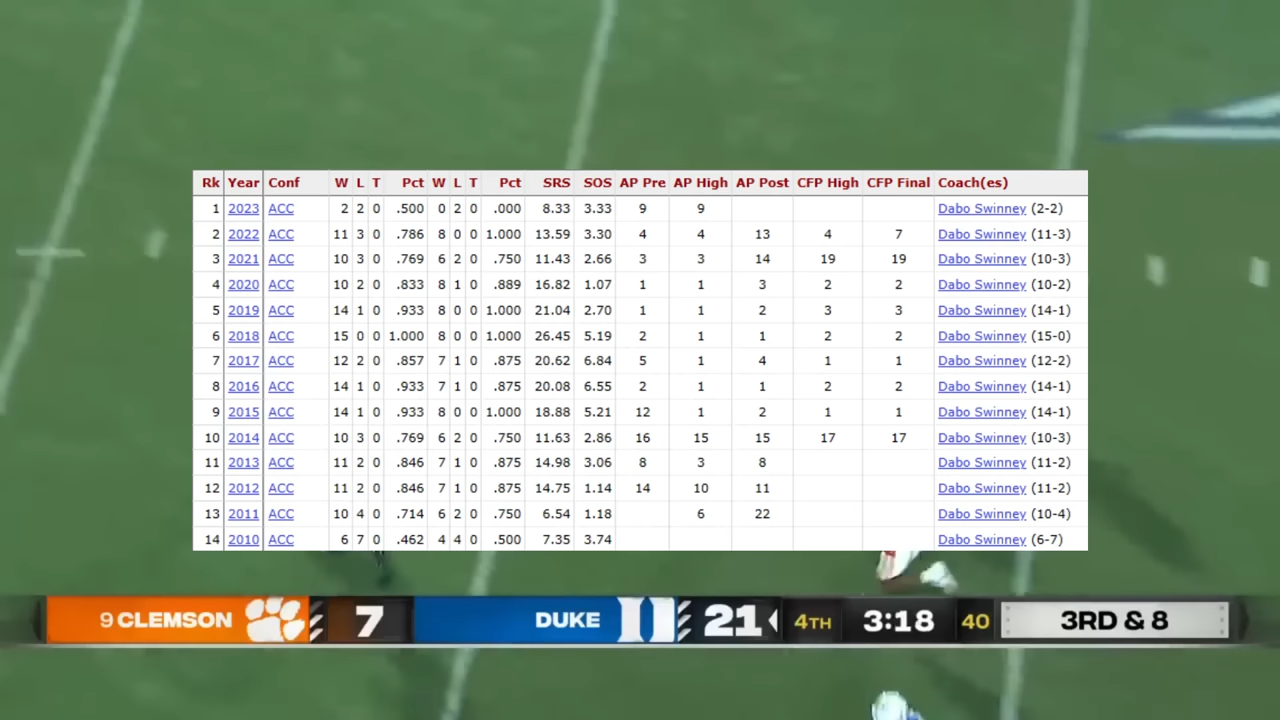 Rk Year Conf W L T Pct W L T Pct SRS SOS AP Pre AP High AP Post CFP High CFP Final Coach(es)
1 2023 ACC 2 2 0 .500 0 2 0 .000 8.33 3.33 9 9 Dabo Swinney (2-2)
2 2022 ACC 11 3 0 .786 8 0 0 1.000 13.59 3.30 4 4 13 4 7 Dabo Swinney (11-3)
3 2021 ACC 10 3 0 .769 6 2 0 .750 11.43 2.66 3 3 14 19 19 Dabo Swinney (10-3)
4 2020 ACC 10 2 0 .833 8 1 0 .889 16.82 1.07 1 1 3 2 2 Dabo Swinney (10-2)
5 2019 ACC 14 1 0 .933 8 0 0 1.000 21.04 2.70 1 1 2 3 3 Dabo Swinney (14-1)
6 2018 ACC 15 0 0 1.000 8 0 0 1.000 26.45 5.19 2 1 1 2 2 Dabo Swinney (15-0)
7 2017 ACC 12 2 0 .857 7 1 0 .875 20.62 6.84 5 1 4 1 1 Dabo Swinney (12-2)
8 2016 ACC 14 1 0 .933 7 1 0 .875 20.08 6.55 2 1 1 2 2 Dabo Swinney (14-1)
9 2015 ACC 14 1 0 .933 8 0 0 1.000 18.88 5.21 12 1 2 1 1 Dabo Swinney (14-1)
10 2014 ACC 10 3 0 .769 6 2 0 .750 11.63 2.86 16 15 15 17 17 Dabo Swinney (10-3)
11 2013 ACC 11 2 0 .846 7 1 0 .875 14.98 3.06 8 3 8 Dabo Swinney (11-2)
12 2012 ACC 11 2 0 .846 7 1 0 .875 14.75 1.14 14 10 11 Dabo Swinney (11-2)
13 2011 ACC 10 4 0 .714 6 2 0 .750 6.54 1.18 6 22 Dabo Swinney (10-4)
14 2010 ACC 6 7 0 .462 4 4 0 .500 7.35 3.74 Dabo Swinney (6-7)
9 CLEMSON 7 DUKE 21 4TH 3:18 40 3RD & 8